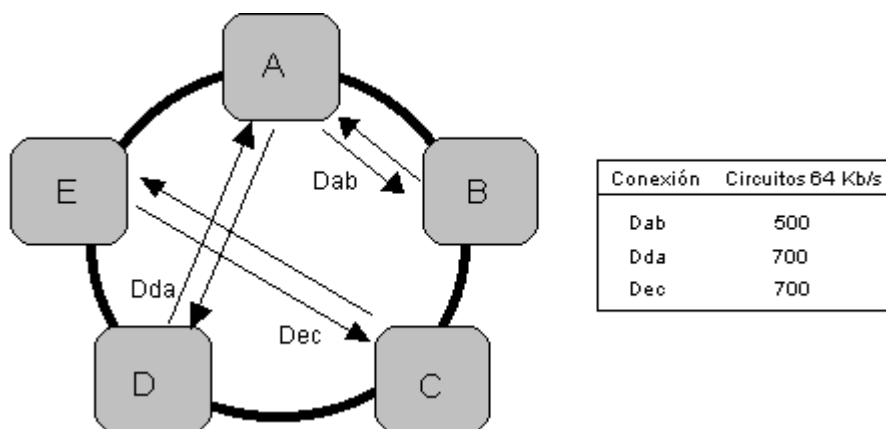 A
E
Dab
B
Dda
Dec
D
C
Conexión Circuitos 64 Kb/s
Dab 500
Dda 700
Dec 700